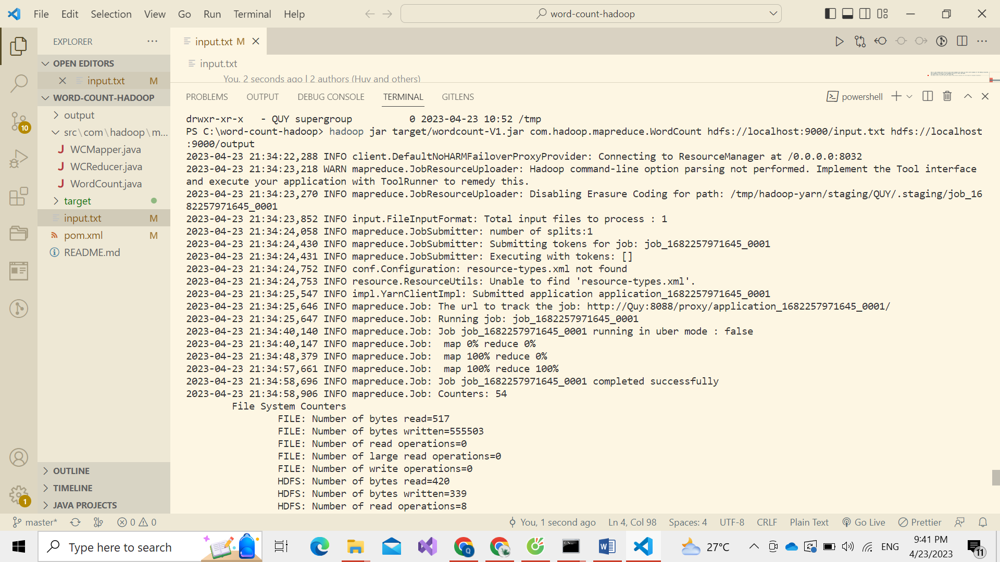 File Edit Selection View Go Run Terminal Help
word-count-hadoop
EXPLORER
OPEN EDITORS
input.txt M
WORD-COUNT-HADOOP
output
src\com\hadoop\m...
WCMapper.java
WCReducer.java
WordCount.java
target
input.txt M
pom.xml M
README.md
OUTLINE
TIMELINE
JAVA PROJECTS
10
1
input.txt M
input.txt
You, 2 seconds ago | 2 authors (Huy and others)
PROBLEMS OUTPUT DEBUG CONSOLE TERMINAL GITLENS
powershell
drwxr-xr-x   - QUY supergroup          0 2023-04-23 10:52 /tmp
PS C:\word-count-hadoop> hadoop jar target/wordcount-V1.jar com.hadoop.mapreduce.WordCount hdfs://localhost:9000/input.txt hdfs://localhost
:9000/output
2023-04-23 21:34:22,288 INFO client.DefaultNoHARMFailoverProxyProvider: Connecting to ResourceManager at /0.0.0.0:8032
2023-04-23 21:34:23,218 WARN mapreduce.JobResourceUploader: Hadoop command-line option parsing not performed. Implement the Tool interface
and execute your application with ToolRunner to remedy this.
2023-04-23 21:34:23,270 INFO mapreduce.JobResourceUploader: Disabling Erasure Coding for path: /tmp/hadoop-yarn/staging/QUY/.staging/job_16
82257971645_0001
2023-04-23 21:34:23,852 INFO input.FileInputFormat: Total input files to process : 1
2023-04-23 21:34:24,058 INFO mapreduce.JobSubmitter: number of splits:1
2023-04-23 21:34:24,430 INFO mapreduce.JobSubmitter: Submitting tokens for job: job_1682257971645_0001
2023-04-23 21:34:24,431 INFO mapreduce.JobSubmitter: Executing with tokens: []
2023-04-23 21:34:24,752 INFO conf.Configuration: resource-types.xml not found
2023-04-23 21:34:24,753 INFO resource.ResourceUtils: Unable to find 'resource-types.xml'.
2023-04-23 21:34:25,547 INFO impl.YarnClientImpl: Submitted application application_1682257971645_0001
2023-04-23 21:34:25,646 INFO mapreduce.Job: The url to track the job: http://Quy:8088/proxy/application_1682257971645_0001/
2023-04-23 21:34:25,647 INFO mapreduce.Job: Running job: job_1682257971645_0001
2023-04-23 21:34:40,140 INFO mapreduce.Job: Job job_1682257971645_0001 running in uber mode : false
2023-04-23 21:34:40,147 INFO mapreduce.Job:  map 0% reduce 0%
2023-04-23 21:34:48,379 INFO mapreduce.Job:  map 100% reduce 0%
2023-04-23 21:34:57,661 INFO mapreduce.Job:  map 100% reduce 100%
2023-04-23 21:34:58,696 INFO mapreduce.Job: Job job_1682257971645_0001 completed successfully
2023-04-23 21:34:58,906 INFO mapreduce.Job: Counters: 54
File System Counters
FILE: Number of bytes read=517
FILE: Number of bytes written=555503
FILE: Number of read operations=0
FILE: Number of large read operations=0
FILE: Number of write operations=0
HDFS: Number of bytes read=420
HDFS: Number of bytes written=339
HDFS: Number of read operations=8
master* 0 0 You, 1 second ago Ln 4, Col 98 Spaces: 4 UTF-8 CRLF Plain Text Go Live Prettier
Type here to search
27°C ENG
9:41 PM
4/23/2023
11